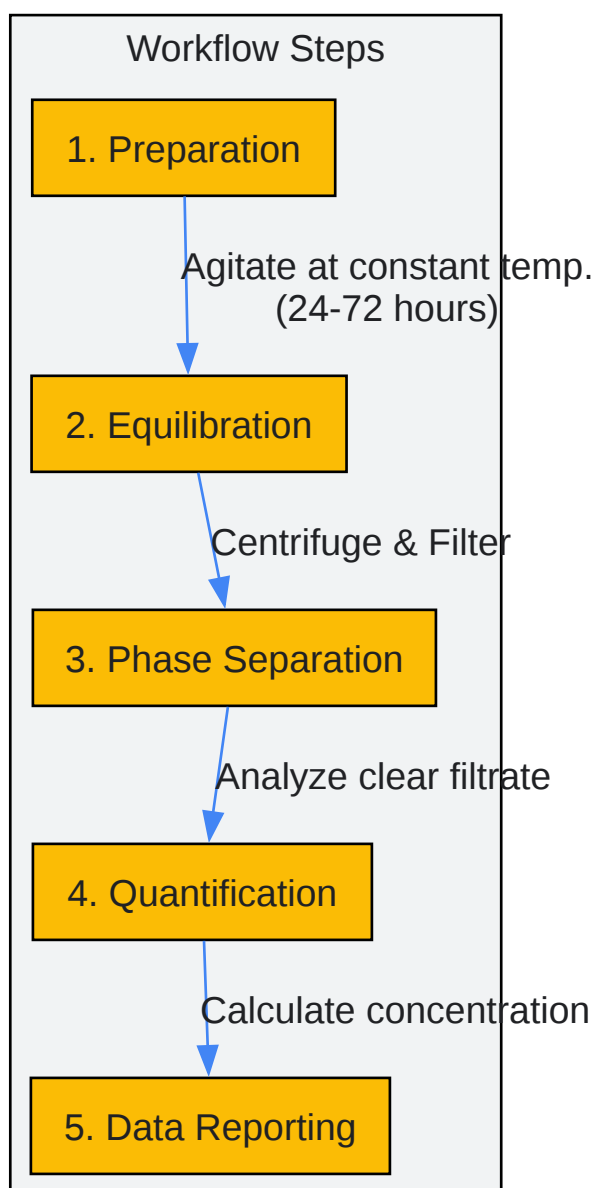 Workflow Steps
1. Preparation
Agitate at constant temp.
(24-72 hours)
2. Equilibration
Centrifuge & Filter
3. Phase Separation
Analyze clear filtrate
4. Quantification
Calculate concentration
5. Data Reporting